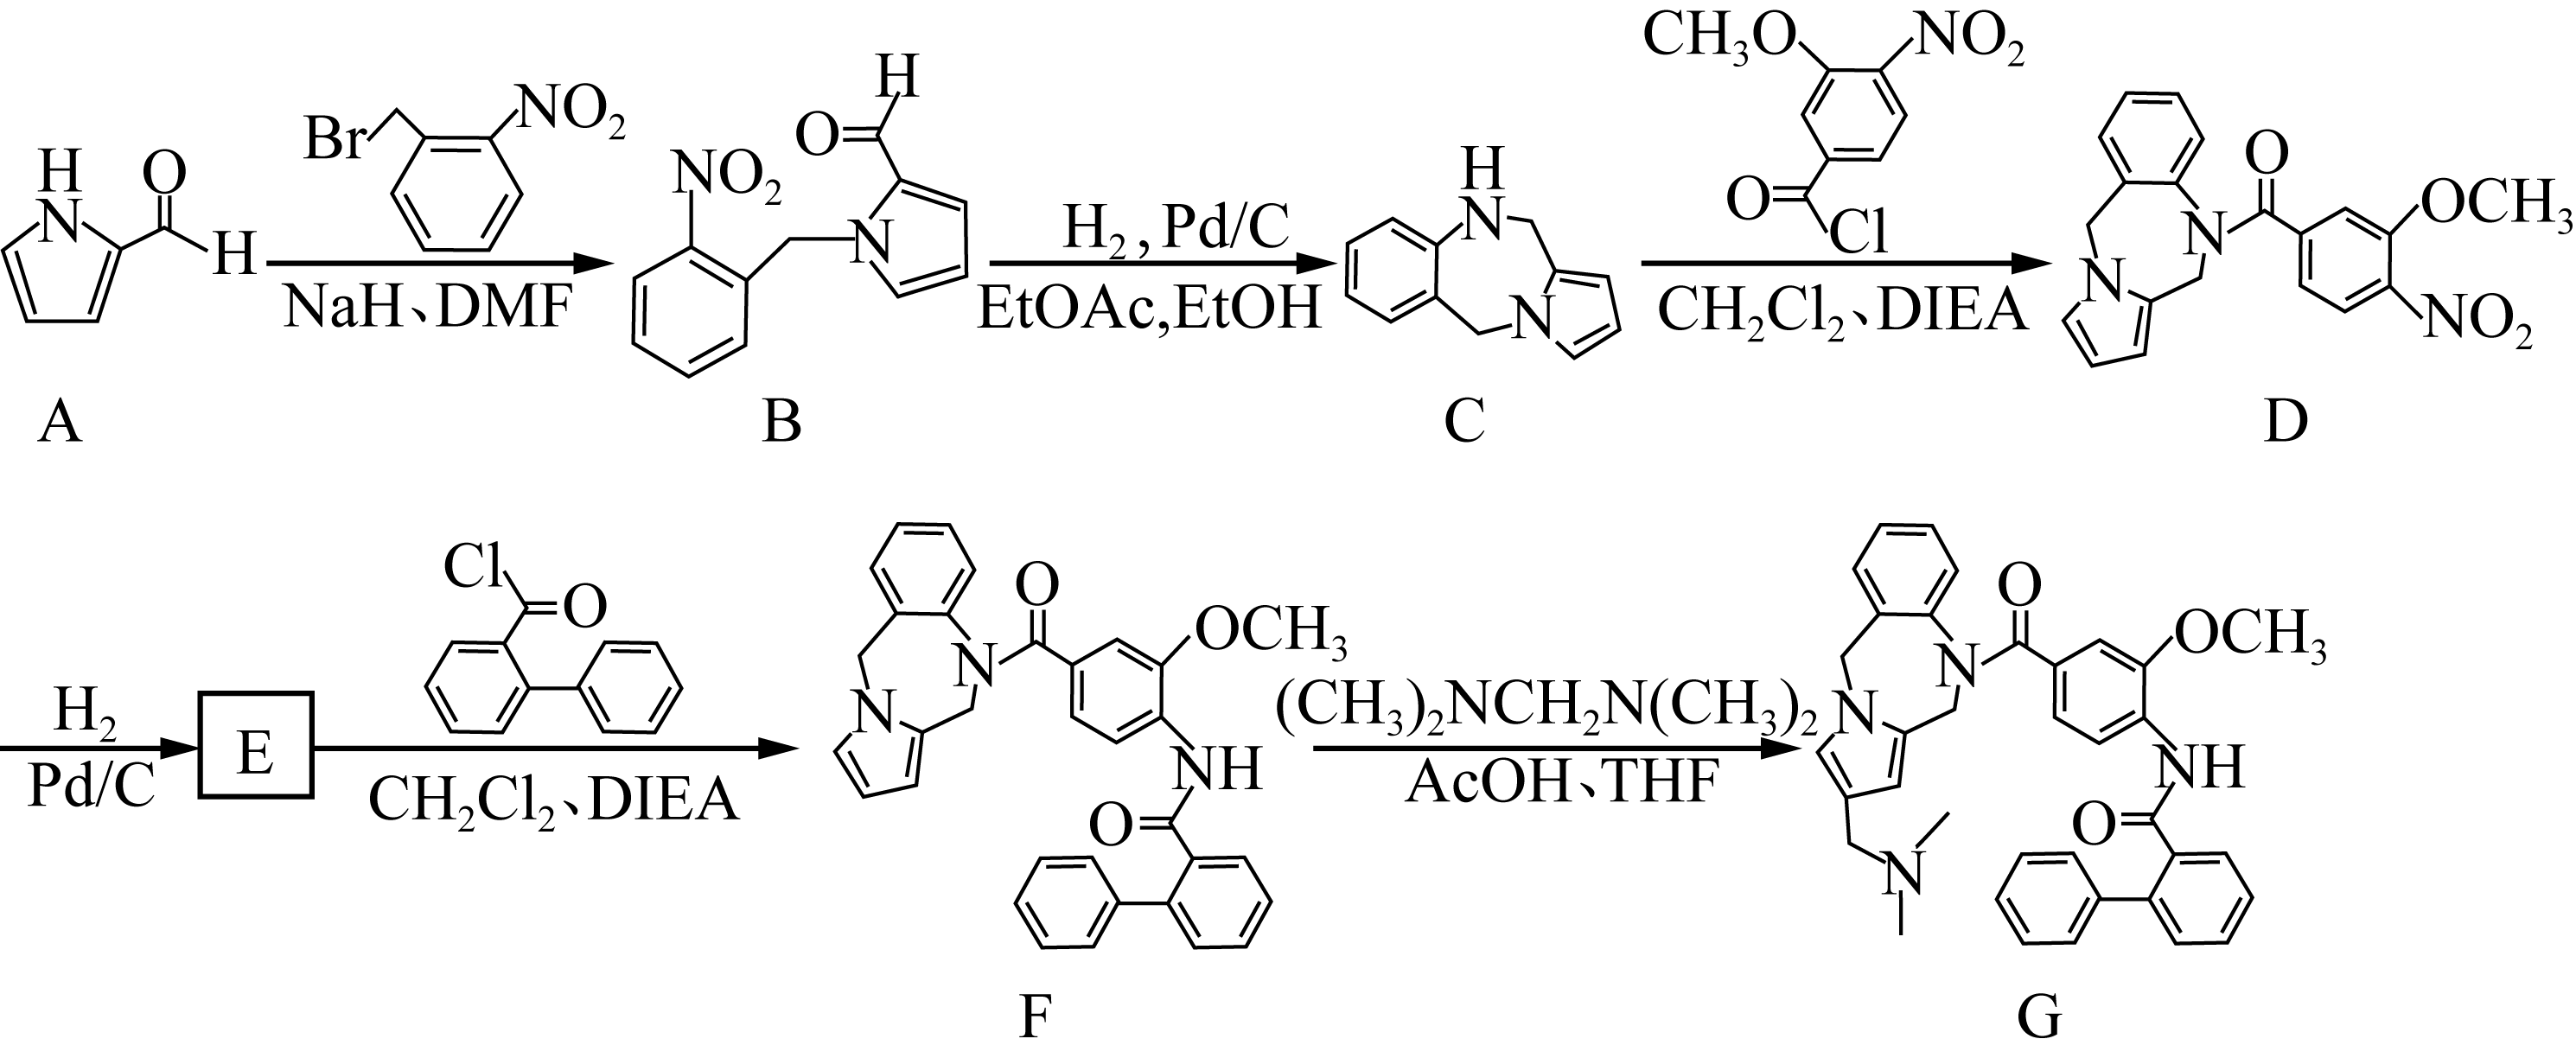 H
N
O
H
A
Br
NO₂
NaH、DMF
NO₂
O
H
N
B
H₂,Pd/C
EtOAc,EtOH
H
N
N
C
CH₃O
NO₂
O
Cl
CH₂Cl₂、DIEA
N
N
O
OCH₃
NO₂
D
H₂
Pd/C
E
Cl
O
CH₂Cl₂、DIEA
N
N
O
OCH₃
NH
O
F
(CH₃)₂NCH₂N(CH₃)₂
AcOH、THF
N
N
O
OCH₃
NH
O
N
G